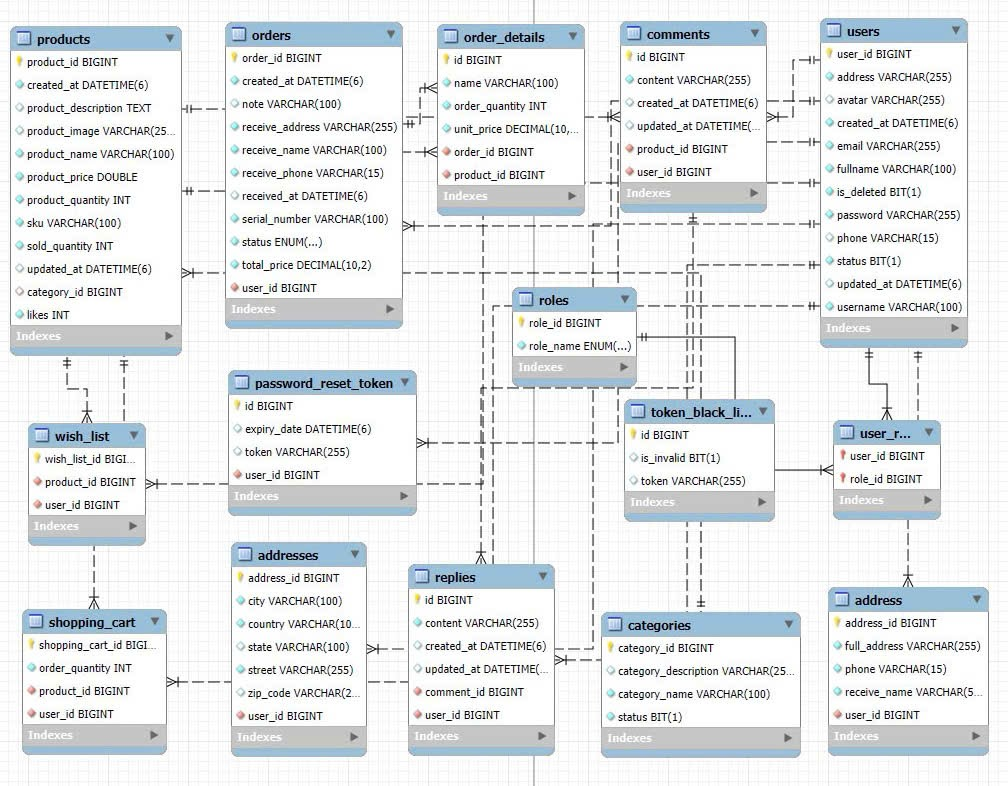 products
product_id BIGINT
created_at DATETIME(6)
product_description TEXT
product_image VARCHAR(25...
product_name VARCHAR(100)
product_price DOUBLE
product_quantity INT
sku VARCHAR(100)
sold_quantity INT
updated_at DATETIME(6)
category_id BIGINT
likes INT
Indexes
orders
order_id BIGINT
created_at DATETIME(6)
note VARCHAR(100)
receive_address VARCHAR(255)
receive_name VARCHAR(100)
receive_phone VARCHAR(15)
received_at DATETIME(6)
serial_number VARCHAR(100)
status ENUM(...)
total_price DECIMAL(10,2)
user_id BIGINT
Indexes
order_details
id BIGINT
name VARCHAR(100)
order_quantity INT
unit_price DECIMAL(10,...
order_id BIGINT
product_id BIGINT
Indexes
comments
id BIGINT
content VARCHAR(255)
created_at DATETIME(6)
updated_at DATETIME(...
product_id BIGINT
user_id BIGINT
Indexes
users
user_id BIGINT
address VARCHAR(255)
avatar VARCHAR(255)
created_at DATETIME(6)
email VARCHAR(255)
fullname VARCHAR(100)
is_deleted BIT(1)
password VARCHAR(255)
phone VARCHAR(15)
status BIT(1)
updated_at DATETIME(6)
username VARCHAR(100)
Indexes
roles
role_id BIGINT
role_name ENUM(...)
Indexes
password_reset_token
id BIGINT
expiry_date DATETIME(6)
token VARCHAR(255)
user_id BIGINT
Indexes
token_black_li...
id BIGINT
is_invalid BIT(1)
token VARCHAR(255)
Indexes
wish_list
wish_list_id BIGI...
product_id BIGINT
user_id BIGINT
Indexes
user_r...
user_id BIGINT
role_id BIGINT
Indexes
addresses
address_id BIGINT
city VARCHAR(100)
country VARCHAR(10...
state VARCHAR(100)
street VARCHAR(255)
zip_code VARCHAR(2...
user_id BIGINT
Indexes
replies
id BIGINT
content VARCHAR(255)
created_at DATETIME(6)
updated_at DATETIME(...
comment_id BIGINT
user_id BIGINT
Indexes
shopping_cart
shopping_cart_id BIGI...
order_quantity INT
product_id BIGINT
user_id BIGINT
Indexes
categories
category_id BIGINT
category_description VARCHAR(25...
category_name VARCHAR(100)
status BIT(1)
Indexes
address
address_id BIGINT
full_address VARCHAR(255)
phone VARCHAR(15)
receive_name VARCHAR(5...
user_id BIGINT
Indexes